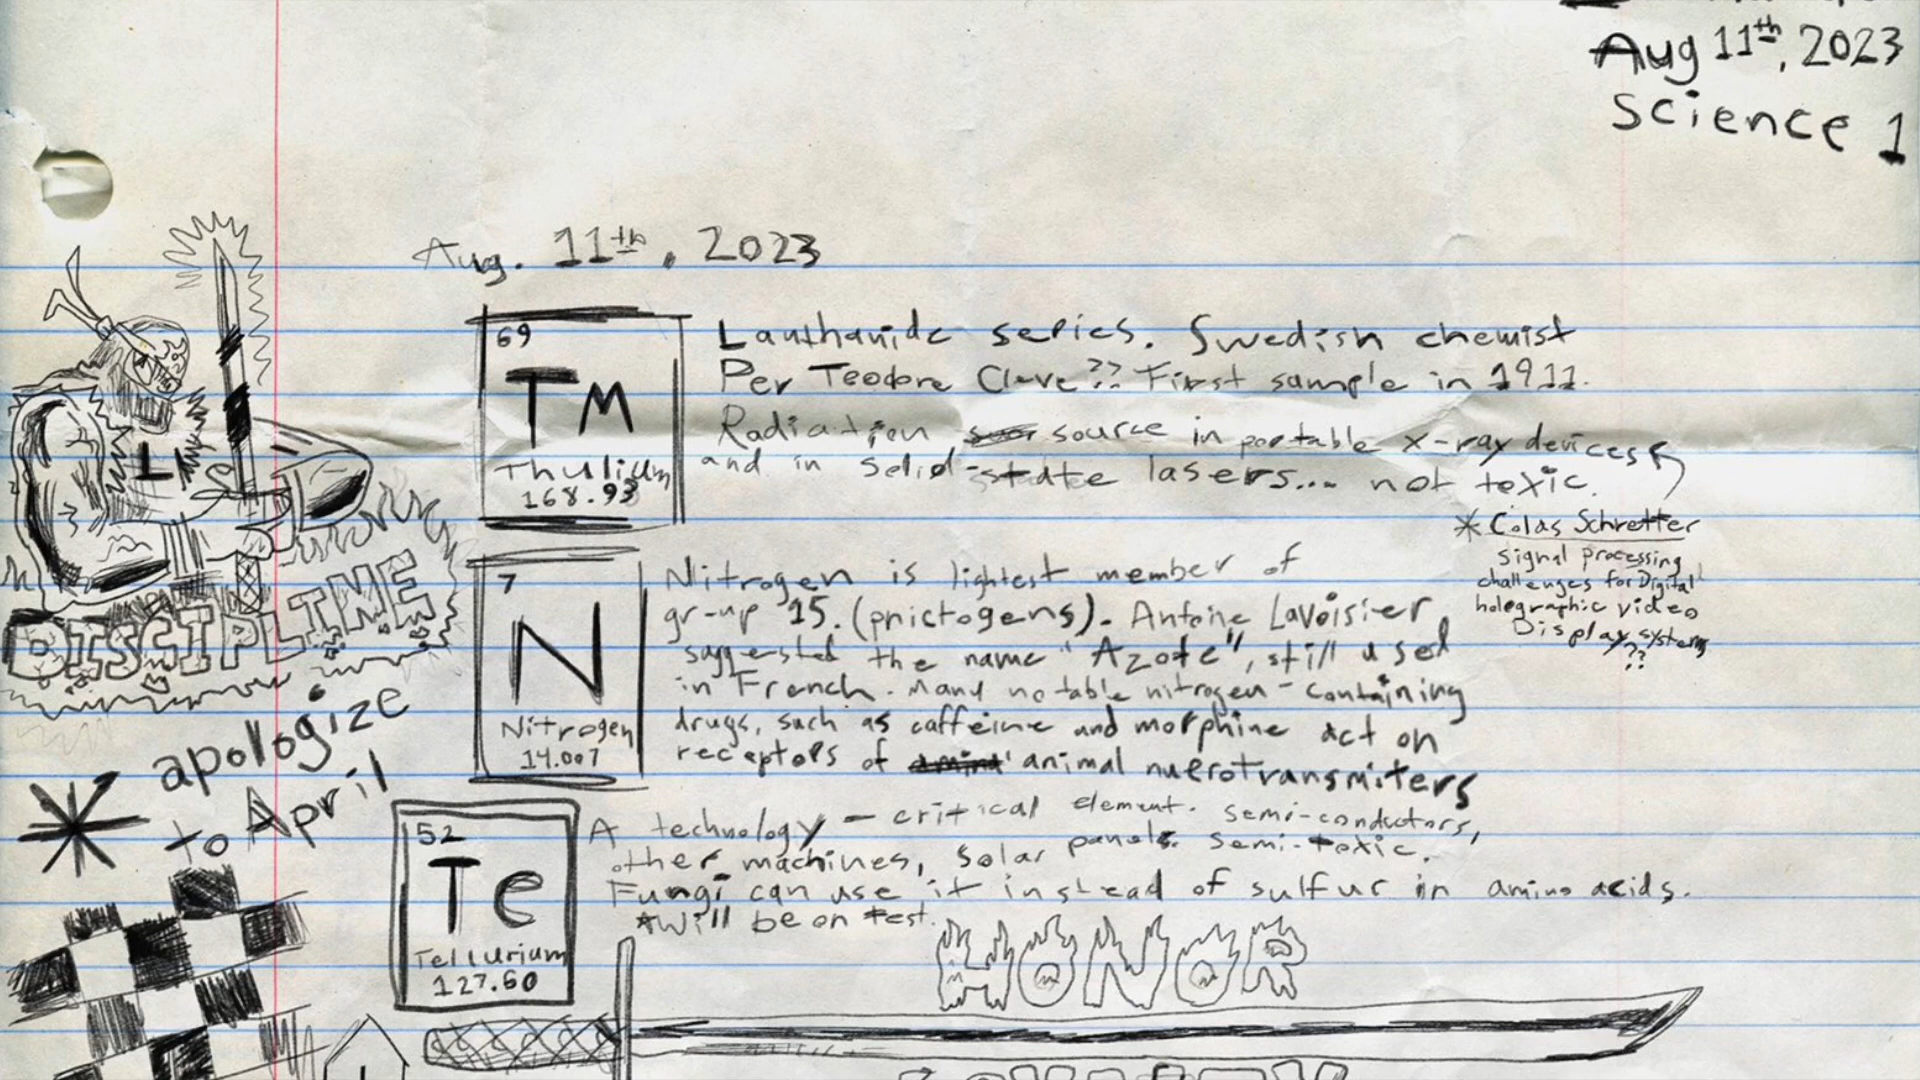 Aug 11th, 2023
Science 1
Aug. 11th, 2023
69
Tm
Thulium
168.93
Lanthanide series. Swedish chemist
Per Teodore Cleve?? First sample in 1911.
Radiation source in portable x-ray devices
and in solid-state lasers... not toxic.
* Colas Schretter
signal processing
challenges for Digital
holographic video
Display systems
??
7
N
Nitrogen
14.007
Nitrogen is lightest member of
group 15. (pnictogens). Antoine Lavoisier
suggested the name "Azote", still used
in French. Many notable nitrogen-containing
drugs, such as caffeine and morphine act on
receptors of animal nuerotransmiters
LI
DISCIPLINE
* apologize
to April
52
Te
Tellurium
127.60
A technology-critical element. semi-conductors,
other machines, solar panels. semi-toxic.
Fungi can use it instead of sulfur in amino acids.
*Will be on test.
HONOR